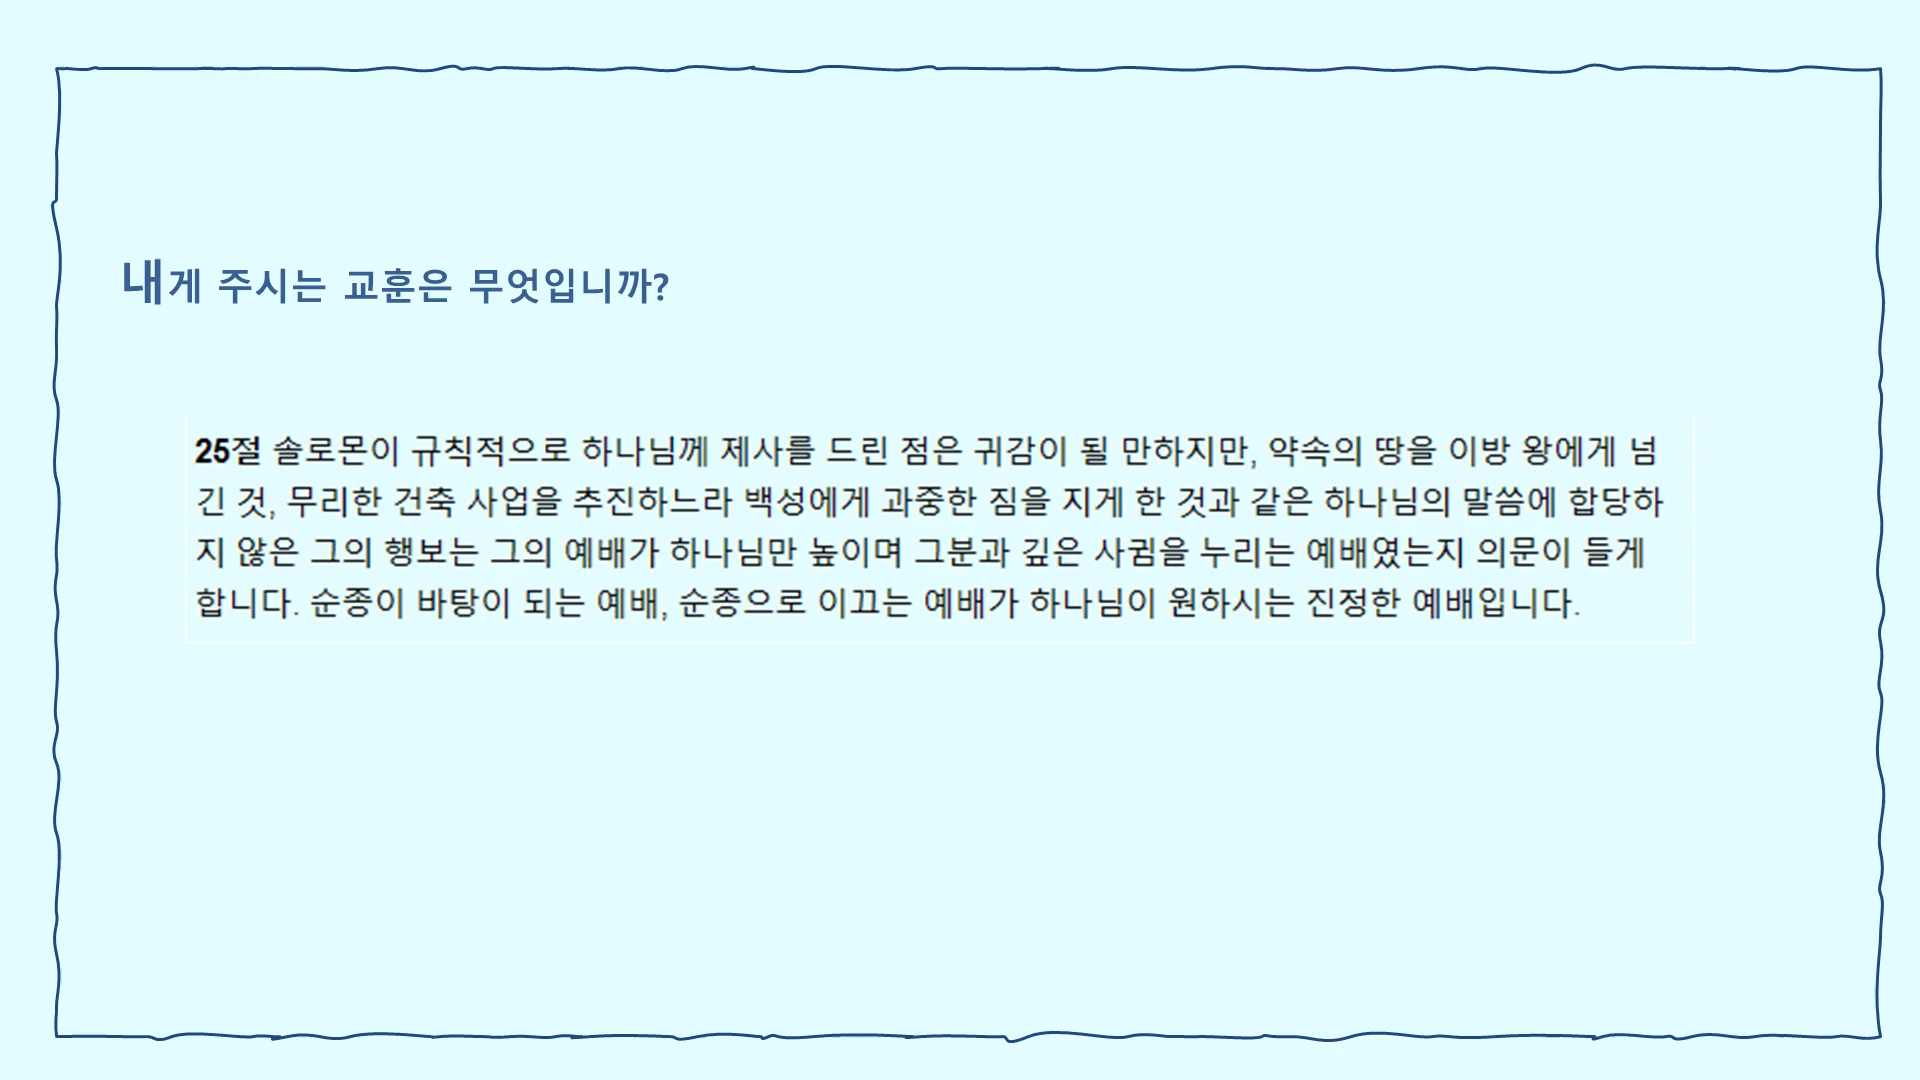 내게 주시는 교훈은 무엇입니까?
25절 솔로몬이 규칙적으로 하나님께 제사를 드린 점은 귀감이 될 만하지만, 약속의 땅을 이방 왕에게 넘
긴 것, 무리한 건축 사업을 추진하느라 백성에게 과중한 짐을 지게 한 것과 같은 하나님의 말씀에 합당하
지 않은 그의 행보는 그의 예배가 하나님만 높이며 그분과 깊은 사귐을 누리는 예배였는지 의문이 들게
합니다. 순종이 바탕이 되는 예배, 순종으로 이끄는 예배가 하나님이 원하시는 진정한 예배입니다.